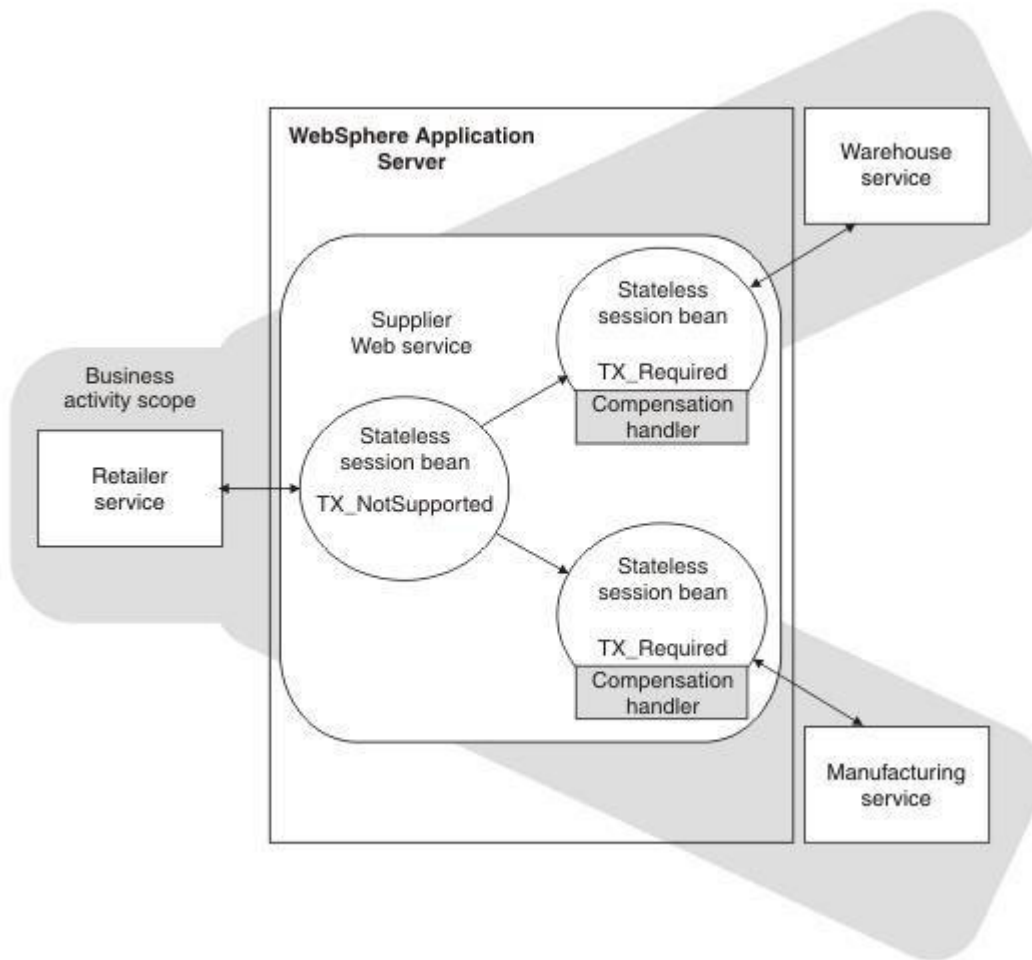 WebSphere Application
Server
Warehouse
service
Stateless
session bean
TX_Required
Compensation
handler
Supplier
Web service
Business
activity scope
Retailer
service
Stateless
session bean
TX_NotSupported
Stateless
session bean
TX_Required
Compensation
handler
Manufacturing
service